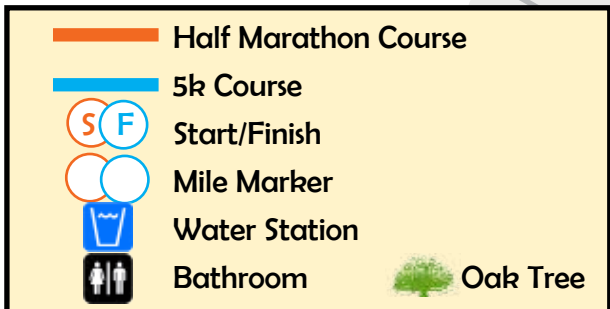 Half Marathon Course
5k Course
S F Start/Finish
Mile Marker
Water Station
Bathroom Oak Tree